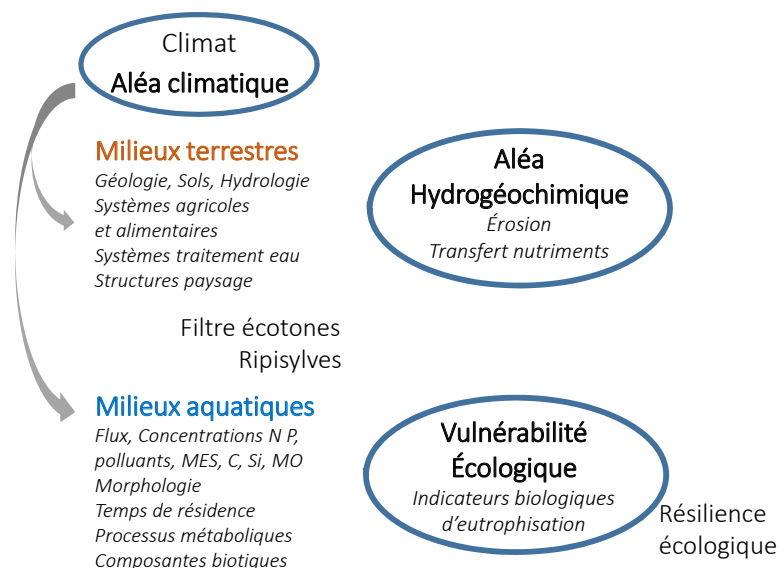 Climat
Aléa climatique
Milieux terrestres
Géologie, Sols, Hydrologie
Systèmes agricoles
et alimentaires
Systèmes traitement eau
Structures paysage
Aléa
Hydrogéochimique
Érosion
Transfert nutriments
Filtre écotones
Ripisylves
Milieux aquatiques
Flux, Concentrations N P,
polluants, MES, C, Si, MO
Morphologie
Temps de résidence
Processus métaboliques
Composantes biotiques
Vulnérabilité
Écologique
Indicateurs biologiques
d’eutrophisation
Résilience
écologique